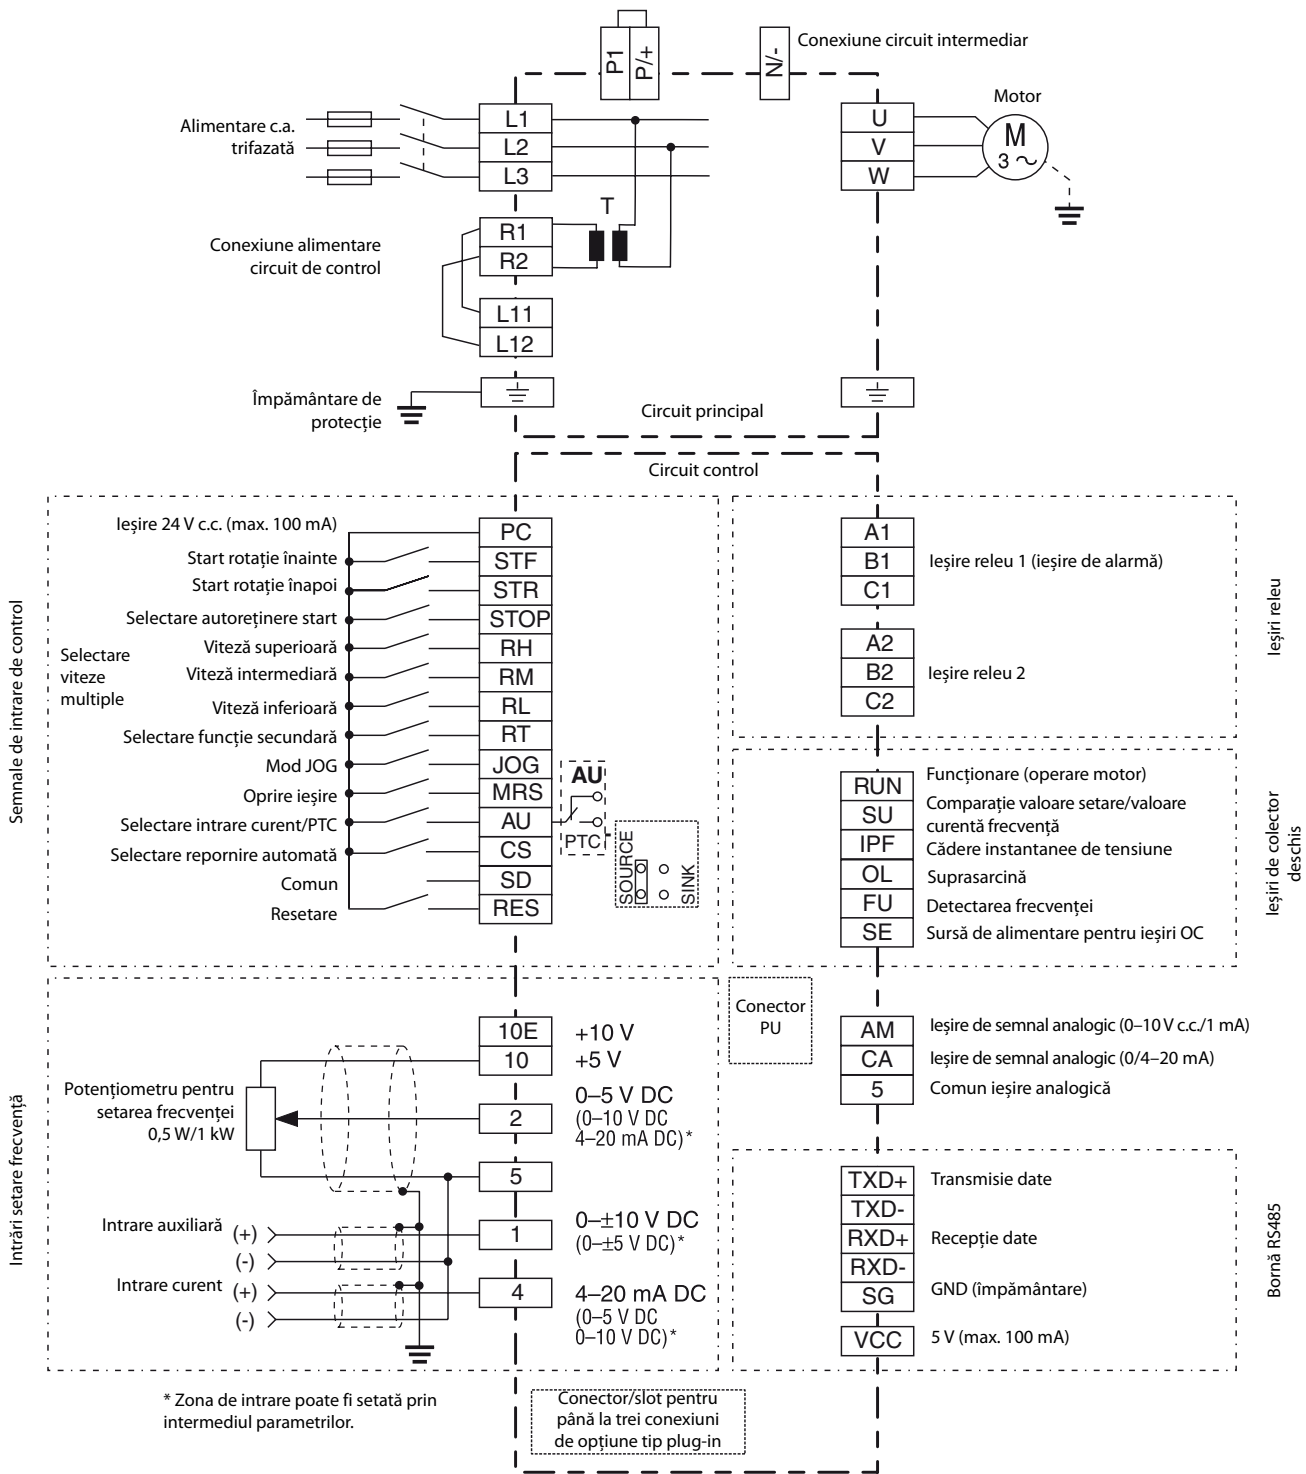 P1
P/+
N/-
Conexiune circuit intermediar
Alimentare c.a.
trifazată
L1
L2
L3
U
V
W
Motor
M
3 ~
T
Conexiune alimentare
circuit de control
R1
R2
L11
L12
Împământare de
protecție
Circuit principal
Circuit control
Semnale de intrare de control
Ieșire 24 V c.c. (max. 100 mA)
PC
Start rotație înainte
STF
Start rotație înapoi
STR
Selectare autoreținere start
STOP
Selectare
viteze
multiple
Viteză superioară
RH
Viteză intermediară
RM
Viteză inferioară
RL
Selectare funcție secundară
RT
Mod JOG
JOG
Oprire ieșire
MRS
Selectare intrare curent/PTC
AU
Selectare repornire automată
CS
Comun
SD
Resetare
RES
AU
PTC
SOURCE
SINK
A1
B1
C1
Ieșire releu 1 (ieșire de alarmă)
A2
B2
C2
Ieșire releu 2
Ieșiri releu
RUN
Funcționare (operare motor)
SU
Comparație valoare setare/valoare
curentă frecvență
IPF
Cădere instantanee de tensiune
OL
Suprasarcină
FU
Detectarea frecvenței
SE
Sursă de alimentare pentru ieșiri OC
Ieșiri de colector
deschis
Intrări setare frecvență
10E
+10 V
10
+5 V
Potențiometru pentru
setarea frecvenței
0,5 W/1 kW
2
0–5 V DC
(0–10 V DC
4–20 mA DC)*
5
Intrare auxiliară
(+)
(-)
1
0–±10 V DC
(0–±5 V DC)*
Intrare curent
(+)
(-)
4
4–20 mA DC
(0–5 V DC
0–10 V DC)*
Conector
PU
AM
Ieșire de semnal analogic (0–10 V c.c./1 mA)
CA
Ieșire de semnal analogic (0/4–20 mA)
5
Comun ieșire analogică
TXD+
Transmisie date
TXD-
RXD+
Recepție date
RXD-
SG
GND (împământare)
VCC
5 V (max. 100 mA)
Bornă RS485
* Zona de intrare poate fi setată prin
intermediul parametrilor.
Conector/slot pentru
până la trei conexiuni
de opțiune tip plug-in